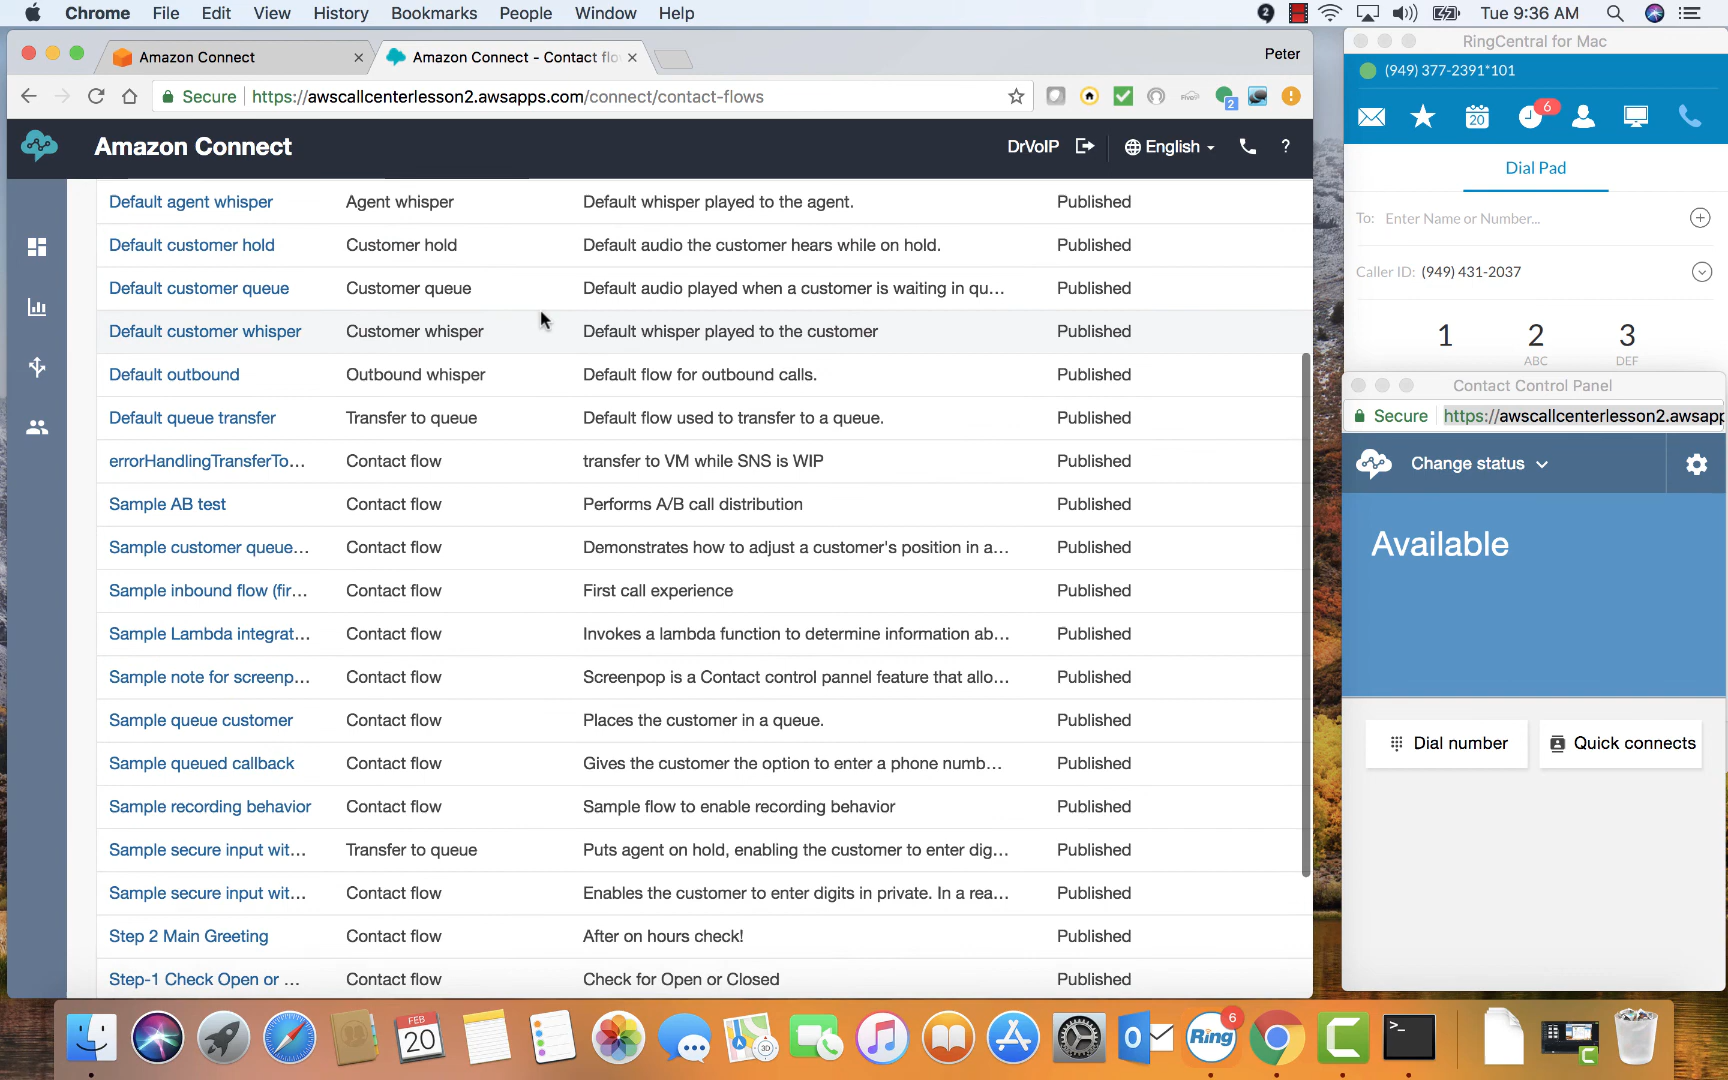 Chrome File Edit View History Bookmarks People Window Help
2 Tue 9:36 AM
Amazon Connect
Amazon Connect - Contact flo
Peter
Secure https://awscallcenterlesson2.awsapps.com/connect/contact-flows
2
Amazon Connect
DrVoIP English ?
Default agent whisper Agent whisper Default whisper played to the agent. Published
Default customer hold Customer hold Default audio the customer hears while on hold. Published
Default customer queue Customer queue Default audio played when a customer is waiting in qu... Published
Default customer whisper Customer whisper Default whisper played to the customer Published
Default outbound Outbound whisper Default flow for outbound calls. Published
Default queue transfer Transfer to queue Default flow used to transfer to a queue. Published
errorHandlingTransferTo... Contact flow transfer to VM while SNS is WIP Published
Sample AB test Contact flow Performs A/B call distribution Published
Sample customer queue... Contact flow Demonstrates how to adjust a customer's position in a... Published
Sample inbound flow (fir... Contact flow First call experience Published
Sample Lambda integrat... Contact flow Invokes a lambda function to determine information ab... Published
Sample note for screenp... Contact flow Screenpop is a Contact control pannel feature that allo... Published
Sample queue customer Contact flow Places the customer in a queue. Published
Sample queued callback Contact flow Gives the customer the option to enter a phone numb... Published
Sample recording behavior Contact flow Sample flow to enable recording behavior Published
Sample secure input wit... Transfer to queue Puts agent on hold, enabling the customer to enter dig... Published
Sample secure input wit... Contact flow Enables the customer to enter digits in private. In a rea... Published
Step 2 Main Greeting Contact flow After on hours check! Published
Step-1 Check Open or ... Contact flow Check for Open or Closed Published
RingCentral for Mac
(949) 377-2391*101
20 6
Dial Pad
To: Enter Name or Number...
Caller ID: (949) 431-2037
1 2 3
ABC DEF
Contact Control Panel
Secure https://awscallcenterlesson2.awsapp
Change status
Available
Dial number Quick connects
FEB
20
3D
Ring
6